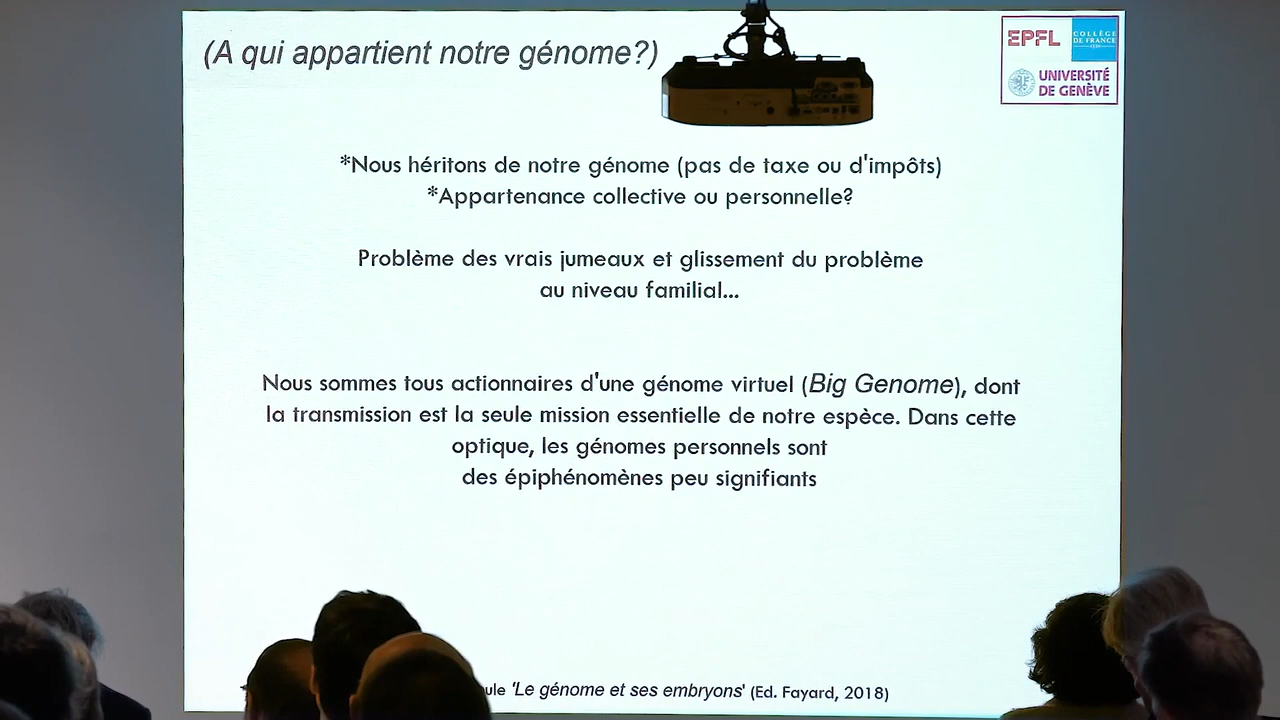 (A qui appartient notre génome?)
EPFL
COLLÈGE
DE FRANCE
UNIVERSITÉ
DE GENÈVE
*Nous héritons de notre génome (pas de taxe ou d'impôts)
*Appartenance collective ou personnelle?
Problème des vrais jumeaux et glissement du problème
au niveau familial...
Nous sommes tous actionnaires d'une génome virtuel (Big Genome), dont
la transmission est la seule mission essentielle de notre espèce. Dans cette
optique, les génomes personnels sont
des épiphénomènes peu signifiants
'Le génome et ses embryons' (Ed. Fayard, 2018)